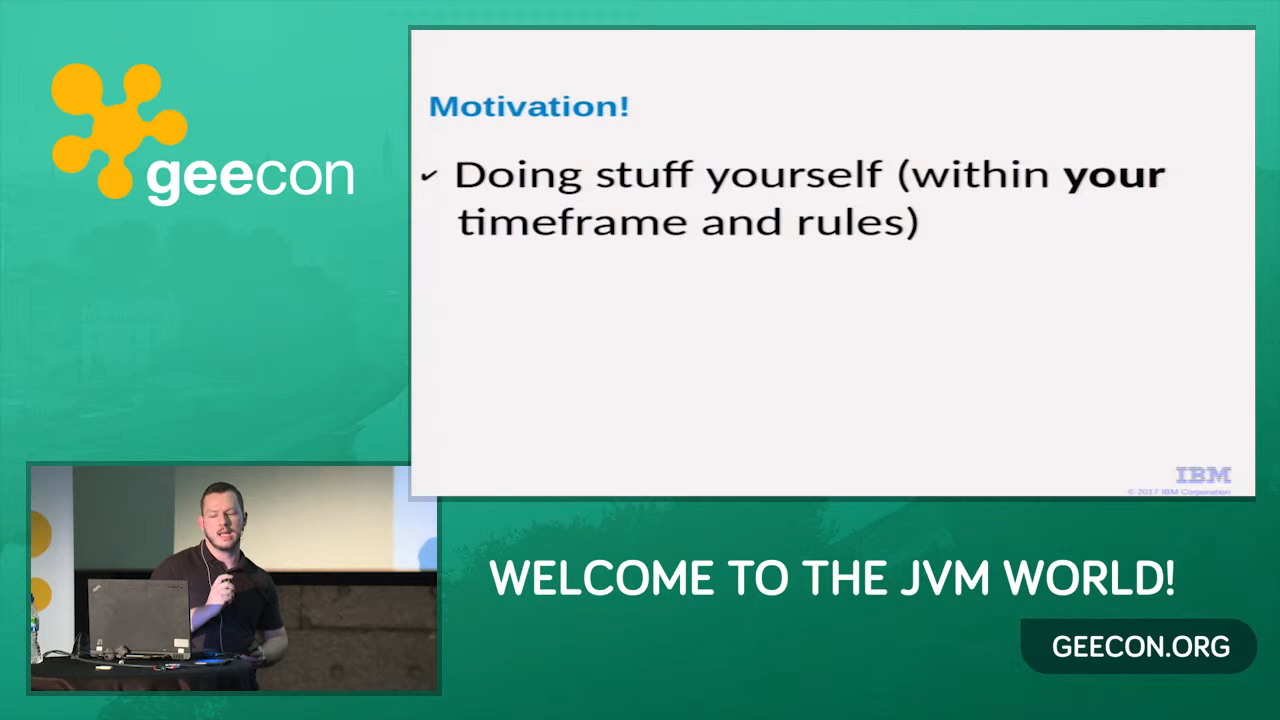 geecon
Motivation!
✓ Doing stuff yourself (within your
timeframe and rules)
IBM
© 2017 IBM Corporation
WELCOME TO THE JVM WORLD!
GEECON.ORG